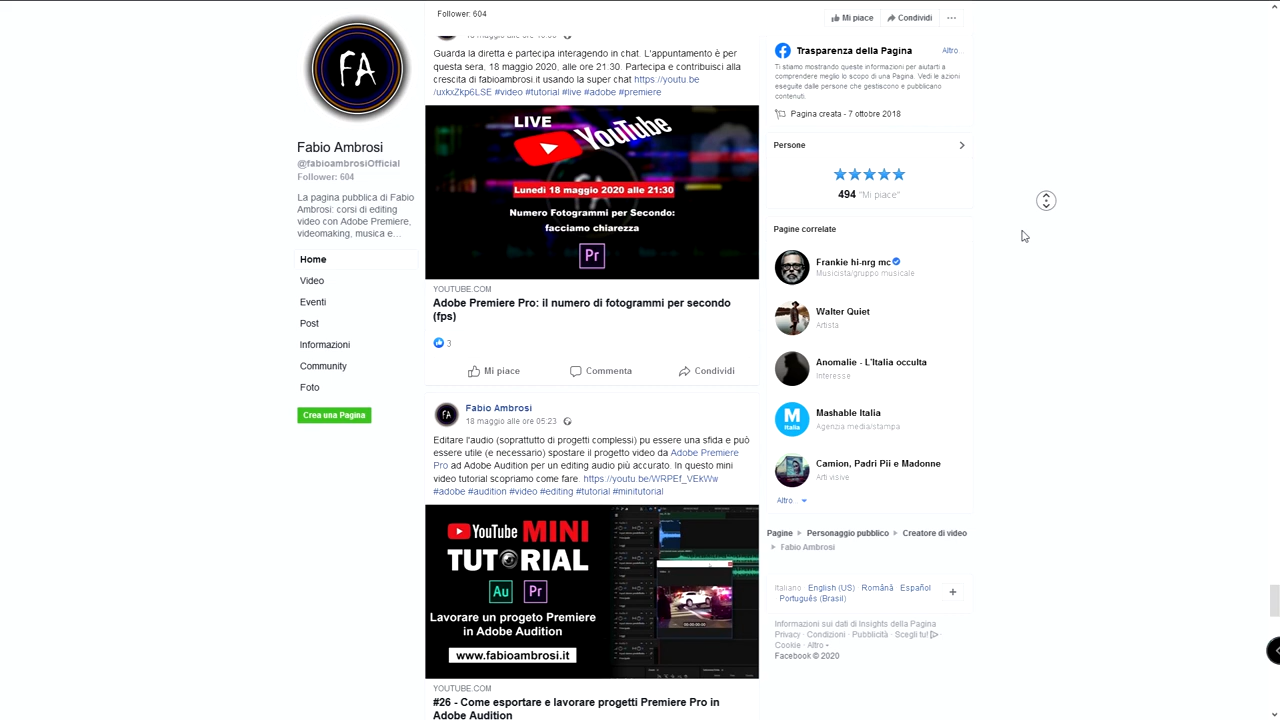 Follower: 604
Mi piace
Condividi
FA
Fabio Ambrosi
@fabioambrosiOfficial
Follower: 604
La pagina pubblica di Fabio
Ambrosi: corsi di editing
video con Adobe Premiere,
videomaking, musica e...
Home
Video
Eventi
Post
Informazioni
Community
Foto
Crea una Pagina
Guarda la diretta e partecipa interagendo in chat. L'appuntamento è per
questa sera, 18 maggio 2020, alle ore 21.30. Partecipa e contribuisci alla
crescita di fabioambrosi.it usando la super chat https://youtu.be
/uxkxZkp6LSE #video #tutorial #live #adobe #premiere
LIVE
YouTube
Lunedì 18 maggio 2020 alle 21:30
Numero Fotogrammi per Secondo:
facciamo chiarezza
Pr
YOUTUBE.COM
Adobe Premiere Pro: il numero di fotogrammi per secondo
(fps)
3
Mi piace
Commenta
Condividi
FA
Fabio Ambrosi
18 maggio alle ore 05:23
Editare l'audio (soprattutto di progetti complessi) pu essere una sfida e può
essere utile (e necessario) spostare il progetto video da Adobe Premiere
Pro ad Adobe Audition per un editing audio più accurato. In questo mini
video tutorial scopriamo come fare. https://youtu.be/WRPEf_VEkWw
#adobe #audition #video #editing #tutorial #minitutorial
YouTube MINI
TUTORIAL
Au Pr
Lavorare un progeto Premiere
in Adobe Audition
www.fabioambrosi.it
YOUTUBE.COM
#26 - Come esportare e lavorare progetti Premiere Pro in
Adobe Audition
Trasparenza della Pagina
Altro...
Ti stiamo mostrando queste informazioni per aiutarti a
comprendere meglio lo scopo di una Pagina. Vedi le azioni
eseguite dalle persone che gestiscono e pubblicano
contenuti.
Pagina creata - 7 ottobre 2018
Persone
494 "Mi piace"
Pagine correlate
Frankie hi-nrg mc
Musicista/gruppo musicale
Walter Quiet
Artista
Anomalie - L'Italia occulta
Interesse
M
Italia
Mashable Italia
Agenzia media/stampa
Camion, Padri Pii e Madonne
Arti visive
Altro
Pagine
Personaggio pubblico
Creatore di video
Fabio Ambrosi
Italiano English (US) Română Español
Português (Brasil)
Informazioni sui dati di Insights della Pagina
Privacy · Condizioni · Pubblicità · Scegli tu! ·
Cookie · Altro
Facebook © 2020